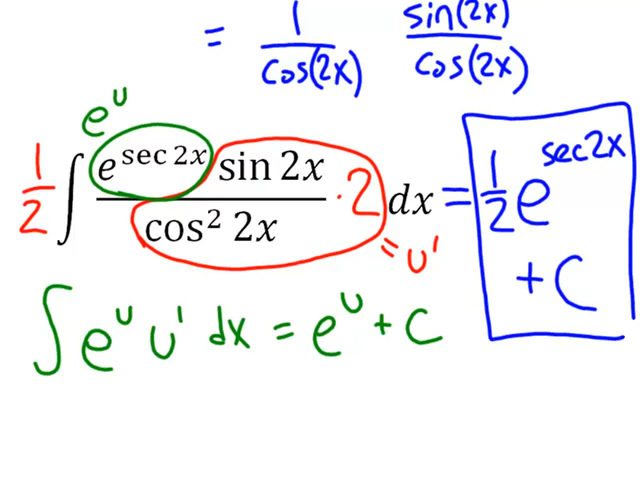 = 1/cos(2x) sin(2x)/cos(2x)
e^u
1/2 ∫ (e^(sec 2x) sin 2x)/(cos² 2x) · 2 dx = 1/2 e^(sec2x) + C
= u'
∫ e^u u' dx = e^u + C